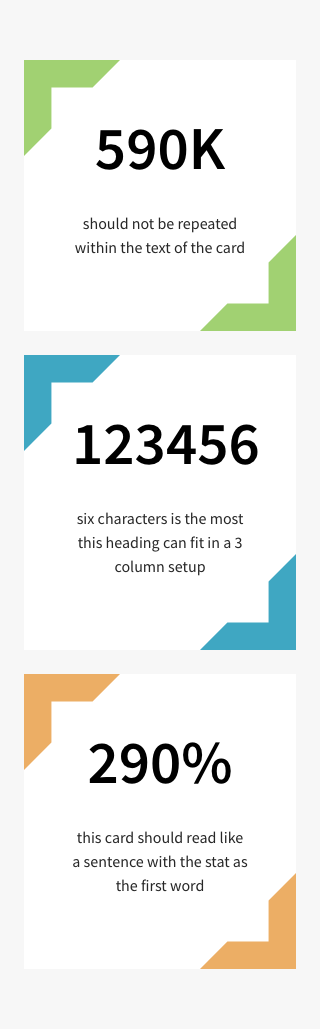 590K
should not be repeated
within the text of the card
123456
six characters is the most
this heading can fit in a 3
column setup
290%
this card should read like
a sentence with the stat as
the first word